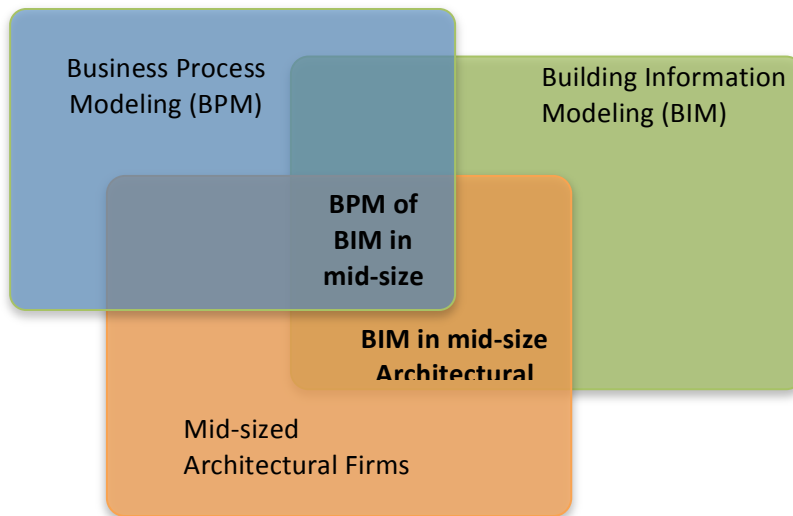 Business Process
Modeling (BPM)
Building Information
Modeling (BIM)
BPM of
BIM in
mid-size
BIM in mid-size
Architectural
Mid-sized
Architectural Firms